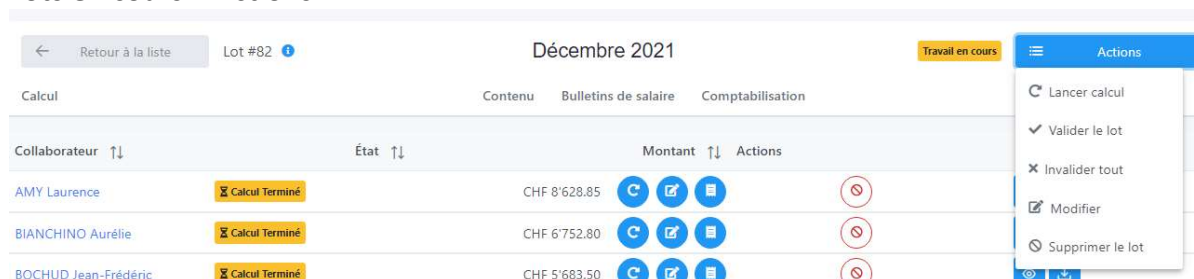 Retour à la liste Lot #82 Décembre 2021 Travail en cours Actions
Calcul Contenu Bulletins de salaire Comptabilisation
Lancer calcul
Valider le lot
Invalider tout
Modifier
Supprimer le lot
Collaborateur État Montant Actions
AMY Laurence Calcul Terminé CHF 8'628.85
BIANCHINO Aurélie Calcul Terminé CHF 6'752.80
BOCHUD Jean-Frédéric Calcul Terminé CHF 5'683.50